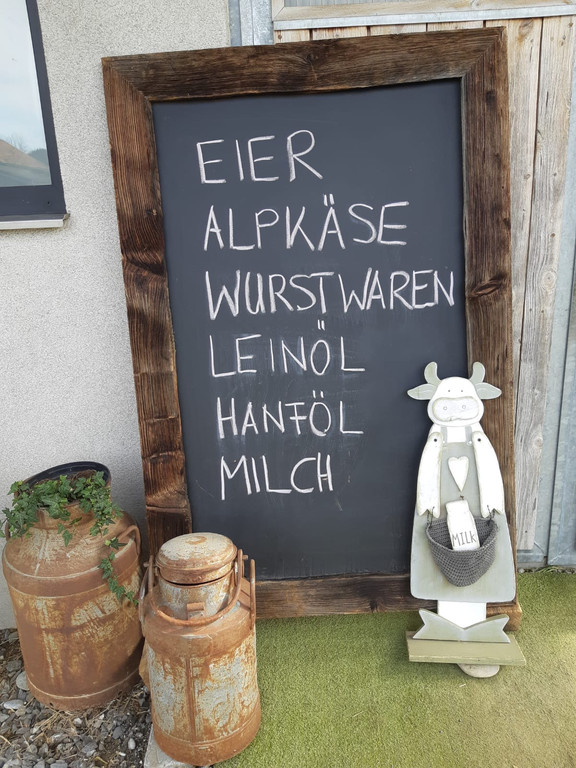 EIER
ALPKÄSE
WURSTWAREN
LEINÖL
HANFÖL
MILCH
MILK